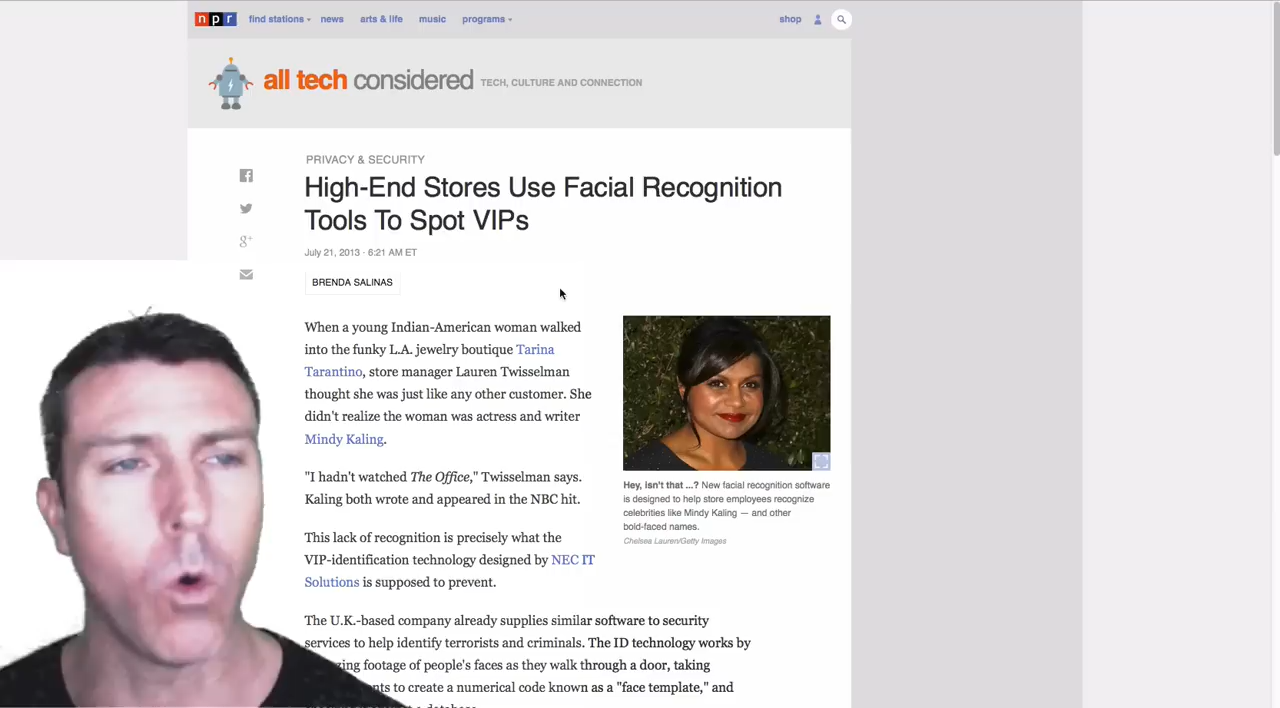 npr find stations news arts & life music programs shop
all tech considered TECH, CULTURE AND CONNECTION
PRIVACY & SECURITY
High-End Stores Use Facial Recognition
Tools To Spot VIPs
July 21, 2013 · 6:21 AM ET
BRENDA SALINAS
When a young Indian-American woman walked
into the funky L.A. jewelry boutique Tarina
Tarantino, store manager Lauren Twisselman
thought she was just like any other customer. She
didn't realize the woman was actress and writer
Mindy Kaling.
"I hadn't watched The Office," Twisselman says.
Kaling both wrote and appeared in the NBC hit.
This lack of recognition is precisely what the
VIP-identification technology designed by NEC IT
Solutions is supposed to prevent.
Hey, isn't that ...? New facial recognition software
is designed to help store employees recognize
celebrities like Mindy Kaling — and other
bold-faced names.
Chelsea Lauren/Getty Images
The U.K.-based company already supplies similar software to security
services to help identify terrorists and criminals. The ID technology works by
footage of people's faces as they walk through a door, taking
to create a numerical code known as a "face template," and